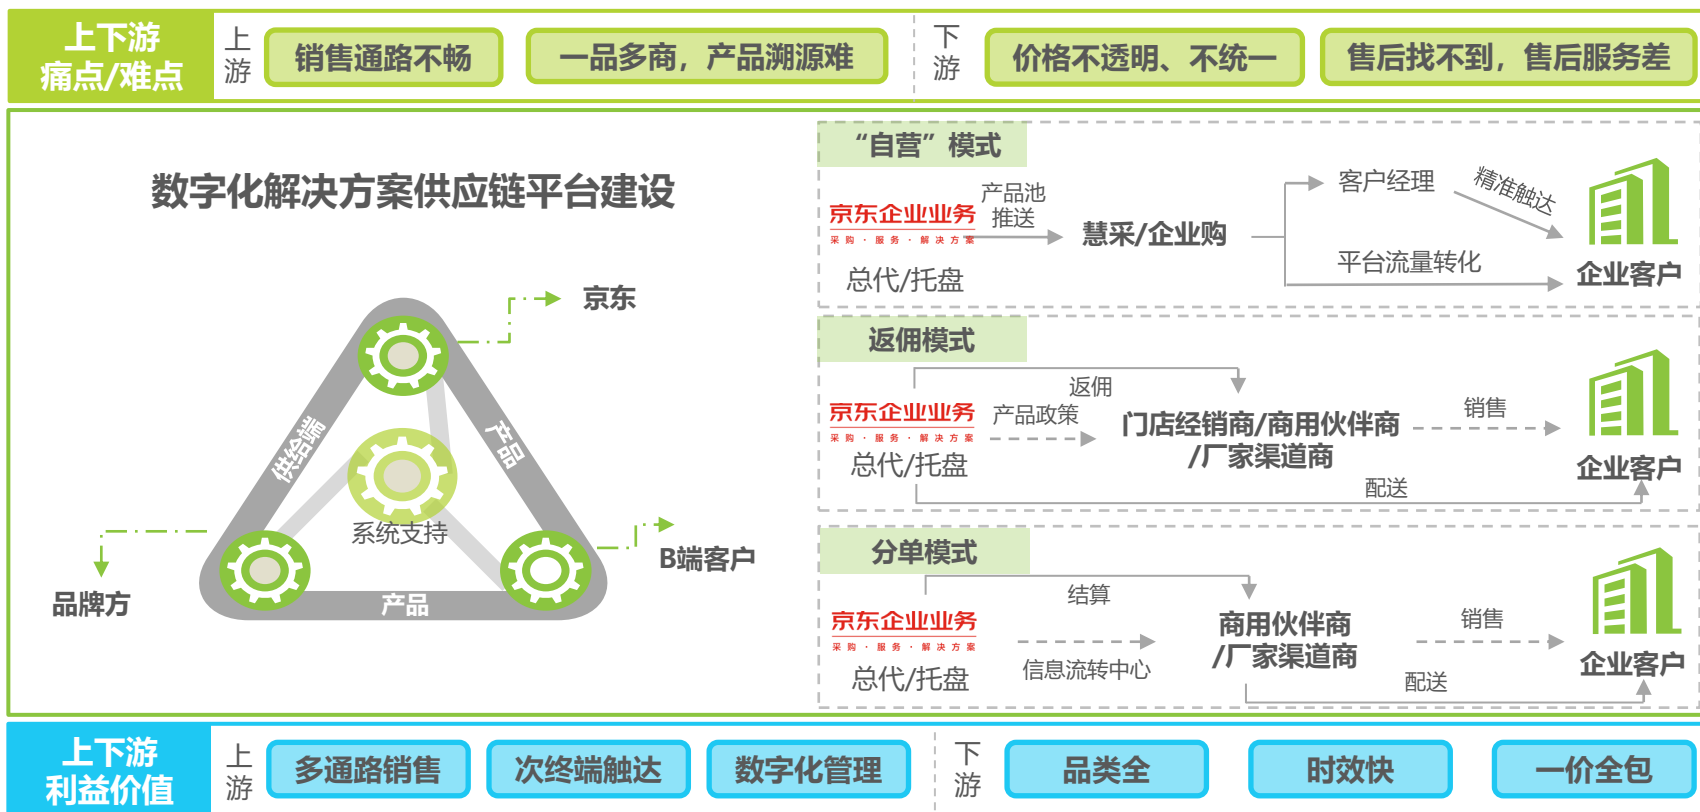 上下游
痛点/难点
上游
销售通路不畅
一品多商，产品溯源难
下游
价格不透明、不统一
售后找不到，售后服务差
数字化解决方案供应链平台建设
京东
供给端
产品
系统支持
B端客户
品牌方
产品
“自营”模式
京东企业业务
采购·服务·解决方案
总代/托盘
产品池
推送
慧采/企业购
客户经理
精准触达
平台流量转化
企业客户
返佣模式
返佣
京东企业业务
采购·服务·解决方案
总代/托盘
产品政策
门店经销商/商用伙伴商
/厂家渠道商
销售
配送
企业客户
分单模式
结算
京东企业业务
采购·服务·解决方案
总代/托盘
信息流转中心
商用伙伴商
/厂家渠道商
销售
配送
企业客户
上下游
利益价值
上游
多通路销售
次终端触达
数字化管理
下游
品类全
时效快
一价全包